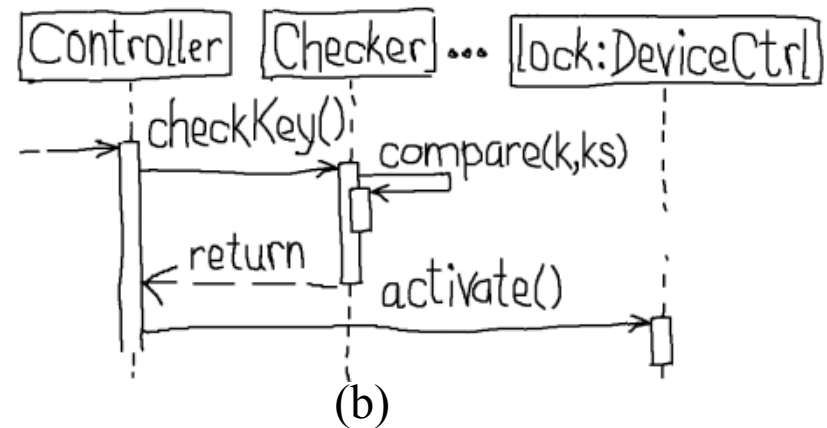 Controller Checker ... lock:DeviceCtrl
checkKey()
compare(k,ks)
return
activate()
(b)